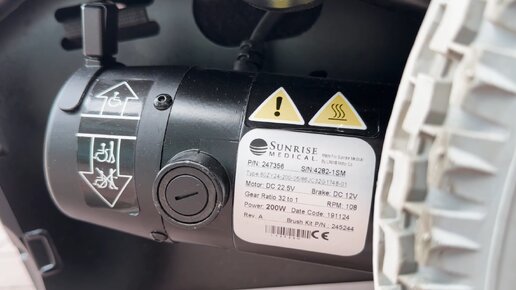 SUNRISE
MEDICAL.
P/N: 247356 S/N:4282-1SM
Motor: DC 22.5V Brake: DC 12V
Gear Ratio 32 to 1 RPM: 108
Power: 200W Date Code: 191124
Rev. A Brush Kit P/N: 245244
CE